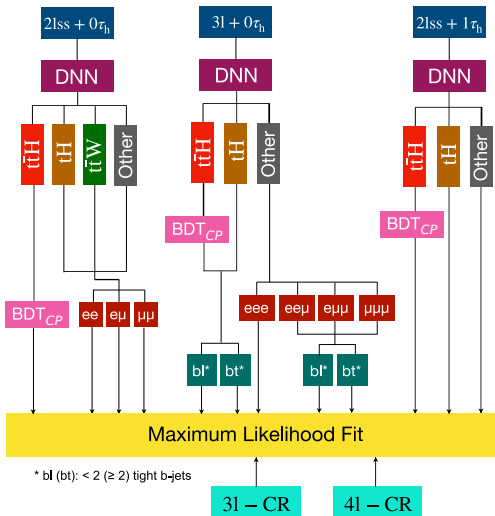 2lss + 0τh
3l + 0τh
2lss + 1τh
DNN
DNN
DNN
tt̄H
tH
tt̄W
Other
tt̄H
tH
Other
tt̄H
tH
Other
BDTCP
BDTCP
BDTCP
ee
eμ
μμ
eee
eeμ
eμμ
μμμ
bl*
bt*
bl*
bt*
Maximum Likelihood Fit
* bl (bt): < 2 (≥ 2) tight b-jets
3l − CR
4l − CR